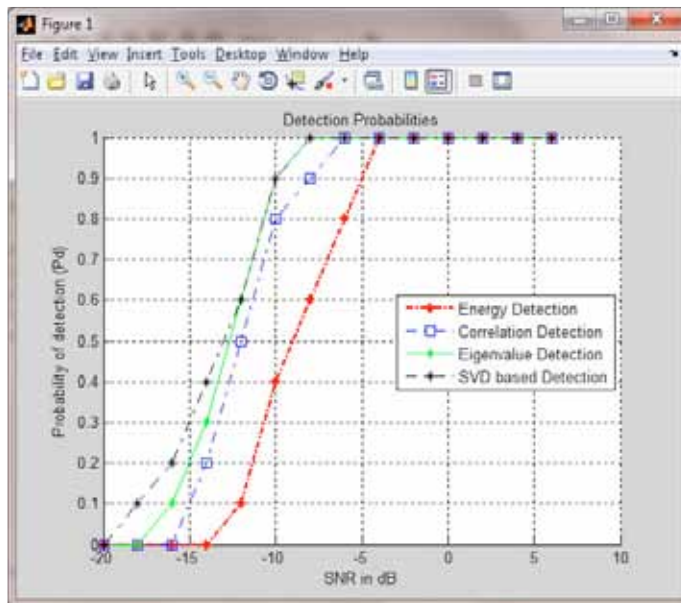 Figure 1
File Edit View Insert Tools Desktop Window Help
Detection Probabilities
1
0.9
0.8
0.7
0.6
0.5
0.4
0.3
0.2
0.1
0
Probability of detection (Pd)
Energy Detection
Correlation Detection
Eigenvalue Detection
SVD based Detection
-20 -15 -10 -5 0 5 10
SNR in dB